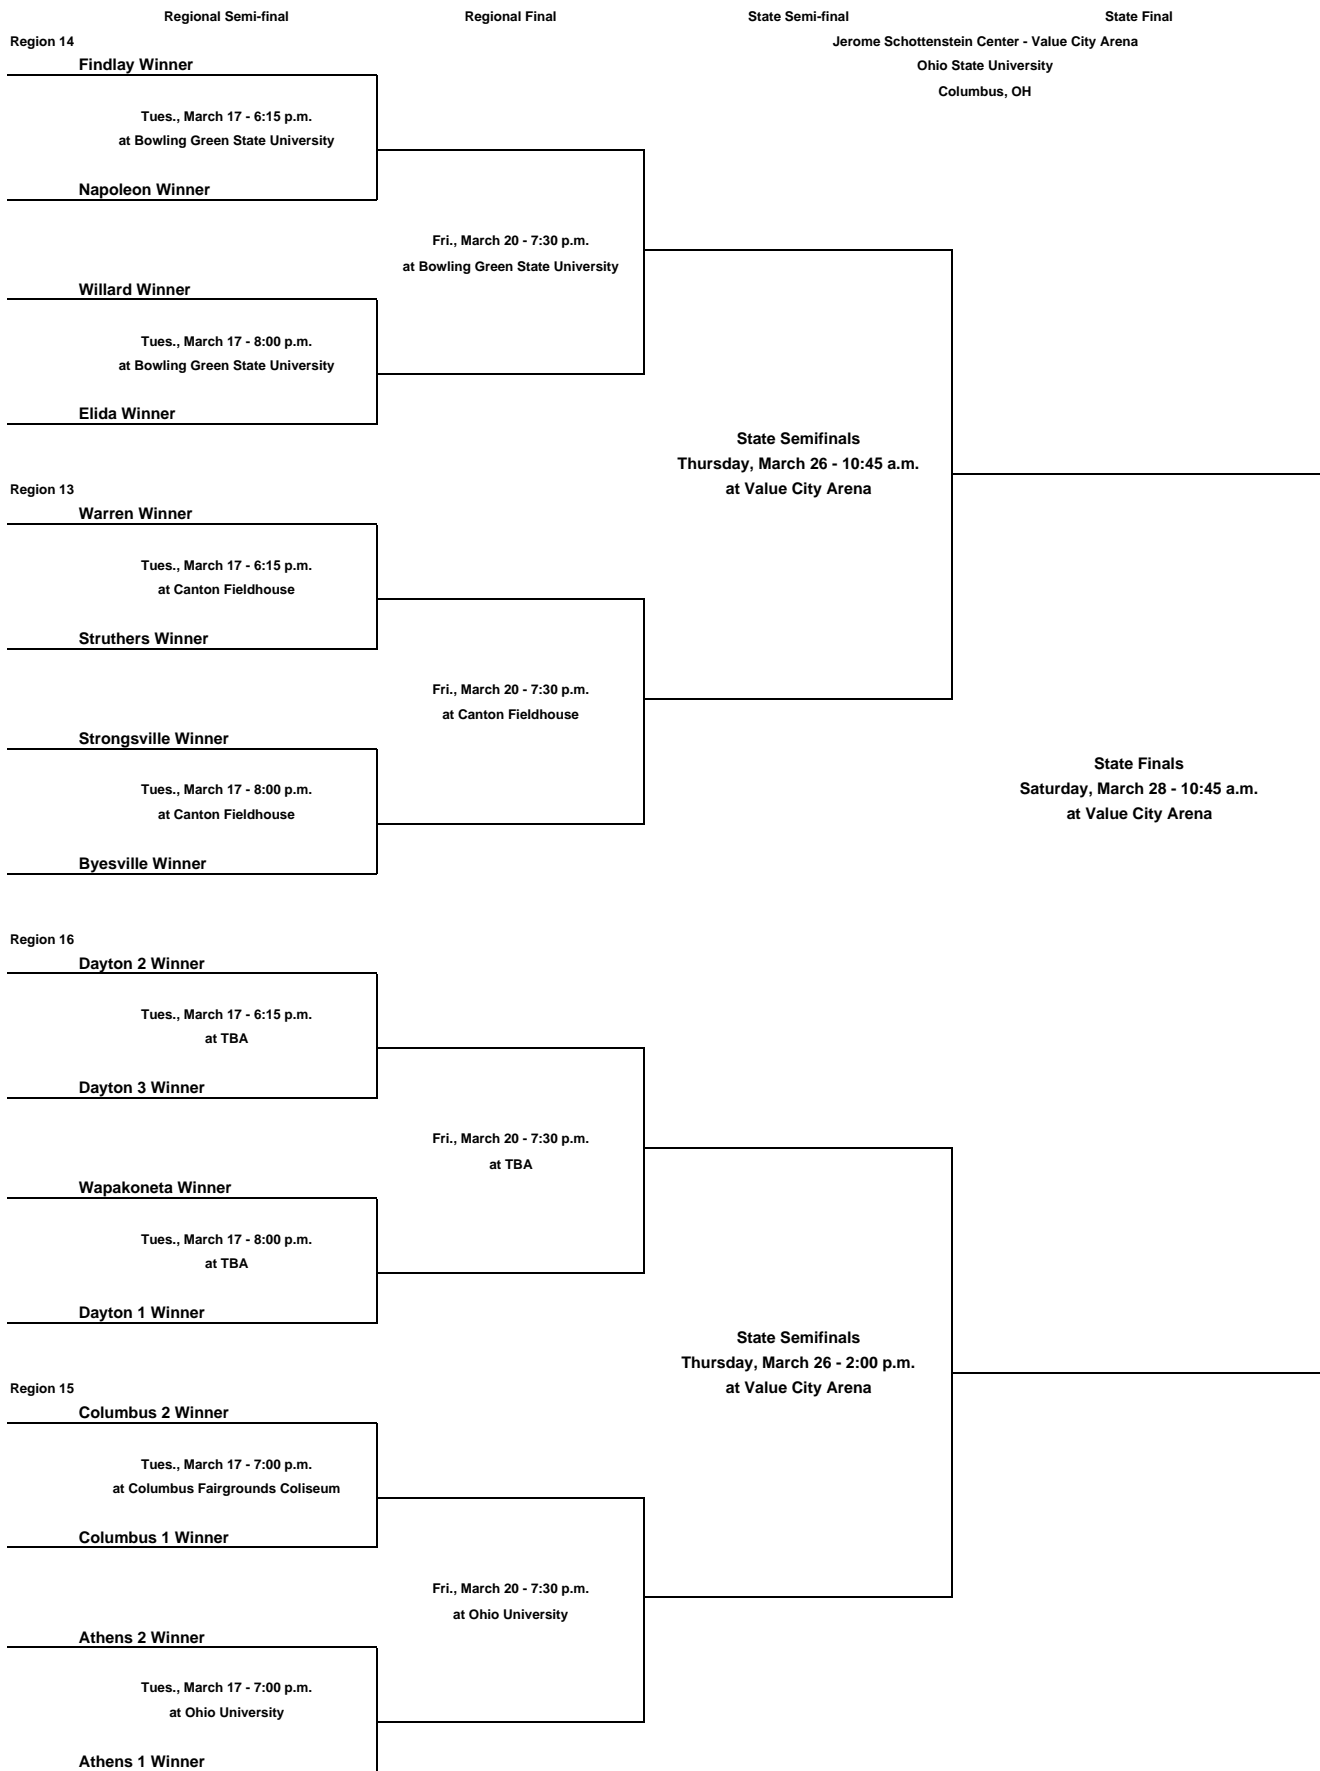 Regional Semi-final Regional Final State Semi-final State Final
Region 14 Jerome Schottenstein Center - Value City Arena
Findlay Winner Ohio State University
Columbus, OH
Tues., March 17 - 6:15 p.m.
at Bowling Green State University
Napoleon Winner
Fri., March 20 - 7:30 p.m.
at Bowling Green State University
Willard Winner
Tues., March 17 - 8:00 p.m.
at Bowling Green State University
Elida Winner
State Semifinals
Thursday, March 26 - 10:45 a.m.
at Value City Arena
Region 13
Warren Winner
Tues., March 17 - 6:15 p.m.
at Canton Fieldhouse
Struthers Winner
Fri., March 20 - 7:30 p.m.
at Canton Fieldhouse
Strongsville Winner
State Finals
Saturday, March 28 - 10:45 a.m.
at Value City Arena
Tues., March 17 - 8:00 p.m.
at Canton Fieldhouse
Byesville Winner
Region 16
Dayton 2 Winner
Tues., March 17 - 6:15 p.m.
at TBA
Dayton 3 Winner
Fri., March 20 - 7:30 p.m.
at TBA
Wapakoneta Winner
Tues., March 17 - 8:00 p.m.
at TBA
Dayton 1 Winner
State Semifinals
Thursday, March 26 - 2:00 p.m.
at Value City Arena
Region 15
Columbus 2 Winner
Tues., March 17 - 7:00 p.m.
at Columbus Fairgrounds Coliseum
Columbus 1 Winner
Fri., March 20 - 7:30 p.m.
at Ohio University
Athens 2 Winner
Tues., March 17 - 7:00 p.m.
at Ohio University
Athens 1 Winner